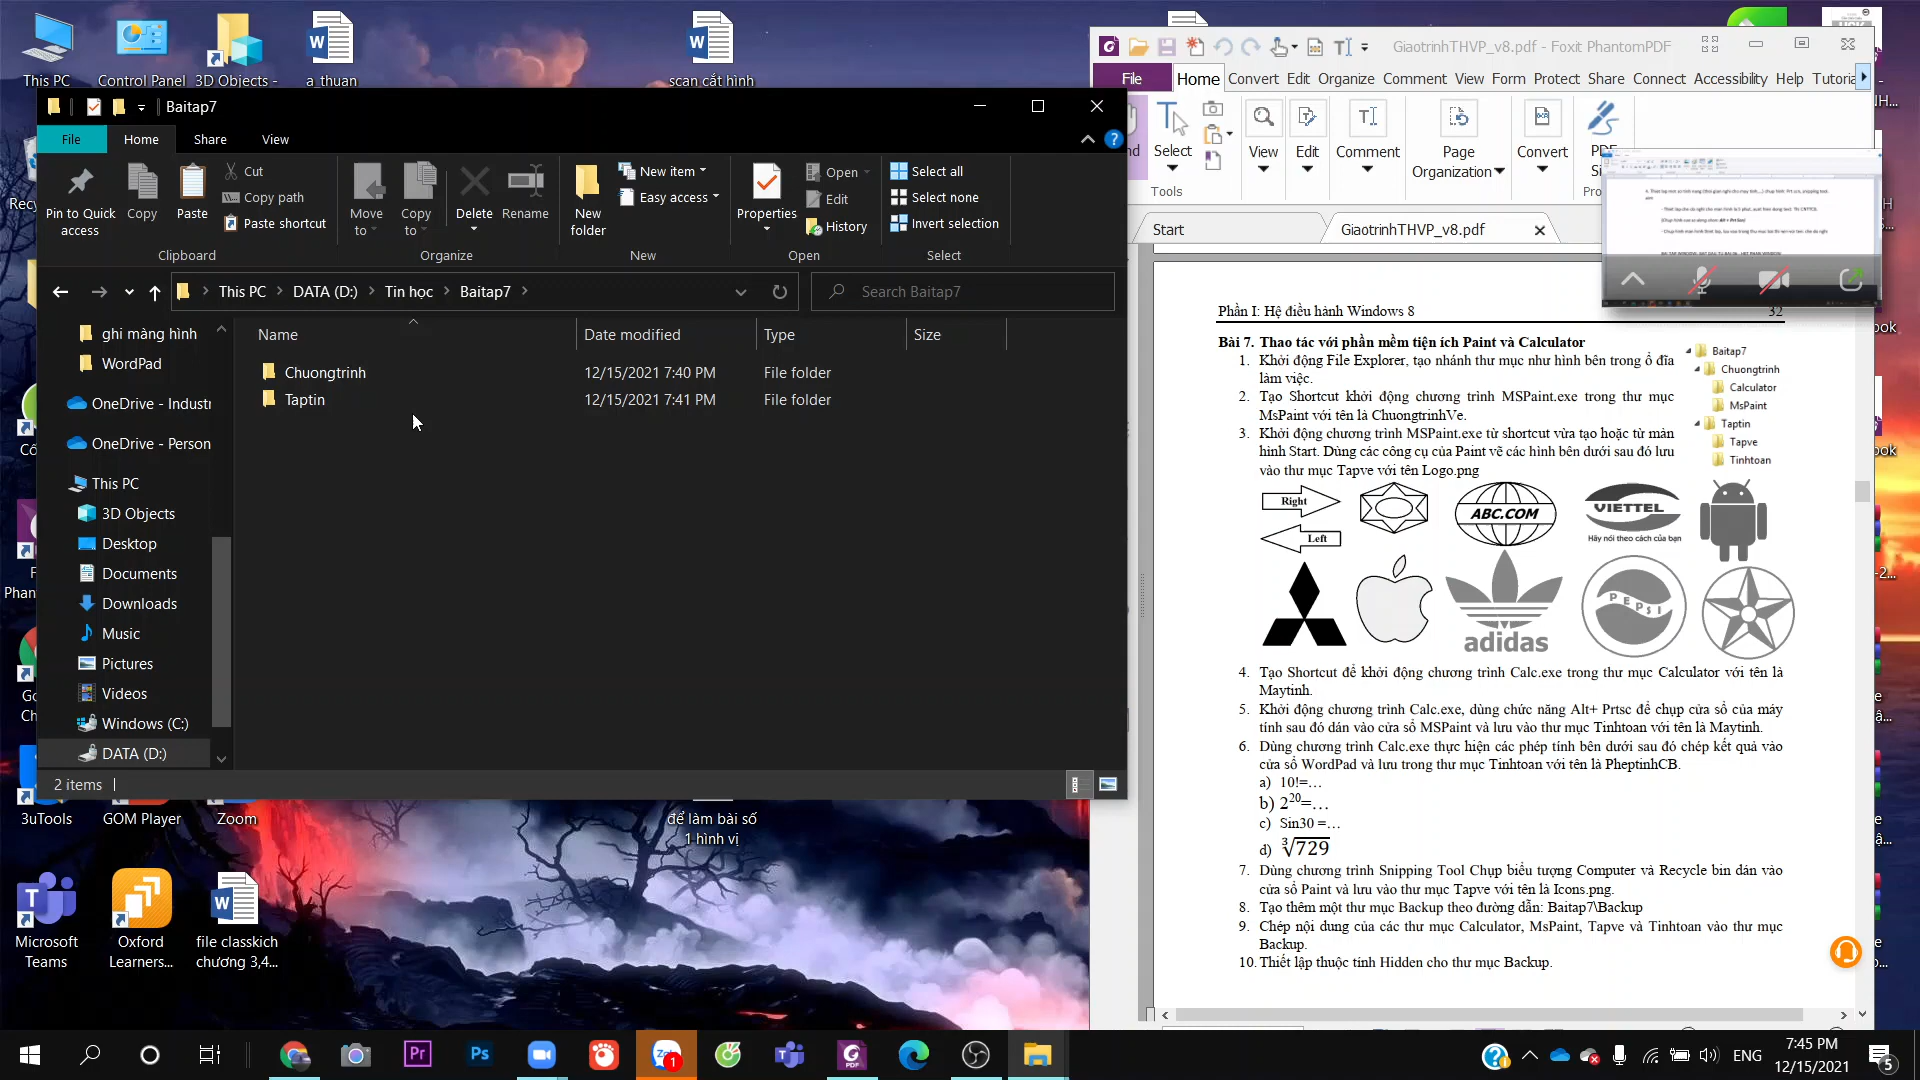 This PC
Control Panel
3D Objects -
a_thuan
scan cắt hình
Baitap7
File
Home
Share
View
Pin to Quick access
Copy
Paste
Cut
Copy path
Paste shortcut
Clipboard
Move to
Copy to
Delete
Rename
Organize
New folder
New item
Easy access
New
Properties
Open
Edit
History
Open
Select all
Select none
Invert selection
Select
This PC
DATA (D:)
Tin học
Baitap7
Search Baitap7
ghi màng hình
WordPad
OneDrive - Industr
OneDrive - Person
This PC
3D Objects
Desktop
Documents
Downloads
Music
Pictures
Videos
Windows (C:)
DATA (D:)
Name
Date modified
Type
Size
Chuongtrinh 12/15/2021 7:40 PM File folder
Taptin 12/15/2021 7:41 PM File folder
2 items
3uTools
GOM Player
Zoom
để làm bài số
1 hình vị
Microsoft
Teams
Oxford
Learners...
file classkich
chương 3,4...
GiaotrinhTHVP_v8.pdf - Foxit PhantomPDF
File
Home
Convert
Edit
Organize
Comment
View
Form
Protect
Share
Connect
Accessibility
Help
Tutoria
Select
View
Edit
Comment
Page
Organization
Convert
Tools
Start
GiaotrinhTHVP_v8.pdf
Phần I: Hệ điều hành Windows 8 32
Bài 7. Thao tác với phần mềm tiện ích Paint và Calculator
1. Khởi động File Explorer, tạo nhánh thư mục như hình bên trong ổ đĩa
làm việc.
2. Tạo Shortcut khởi động chương trình MSPaint.exe trong thư mục
MsPaint với tên là ChuongtrinhVe.
3. Khởi động chương trình MSPaint.exe từ shortcut vừa tạo hoặc từ màn
hình Start. Dùng các công cụ của Paint vẽ các hình bên dưới sau đó lưu
vào thư mục Tapve với tên Logo.png
Baitap7
Chuongtrinh
Calculator
MsPaint
Taptin
Tapve
Tinhtoan
Right
Left
ABC.COM
VIETTEL
Hãy nói theo cách của bạn
adidas
PEPSI
4. Tạo Shortcut để khởi động chương trình Calc.exe trong thư mục Calculator với tên là
Maytinh.
5. Khởi động chương trình Calc.exe, dùng chức năng Alt+ Prtsc để chụp cửa sổ của máy
tính sau đó dán vào cửa sổ MSPaint và lưu vào thư mục Tinhtoan với tên là Maytinh.
6. Dùng chương trình Calc.exe thực hiện các phép tính bên dưới sau đó chép kết quả vào
cửa sổ WordPad và lưu trong thư mục Tinhtoan với tên là PheptinhCB.
a) 10!=…
b) 2²⁰=…
c) Sin30 =…
d) ∛729
7. Dùng chương trình Snipping Tool Chụp biểu tượng Computer và Recycle bin dán vào
cửa sổ Paint và lưu vào thư mục Tapve với tên là Icons.png.
8. Tạo thêm một thư mục Backup theo đường dẫn: Baitap7\Backup
9. Chép nội dung của các thư mục Calculator, MsPaint, Tapve và Tinhtoan vào thư mục
Backup.
10. Thiết lập thuộc tính Hidden cho thư mục Backup.
ENG
7:45 PM
12/15/2021
5